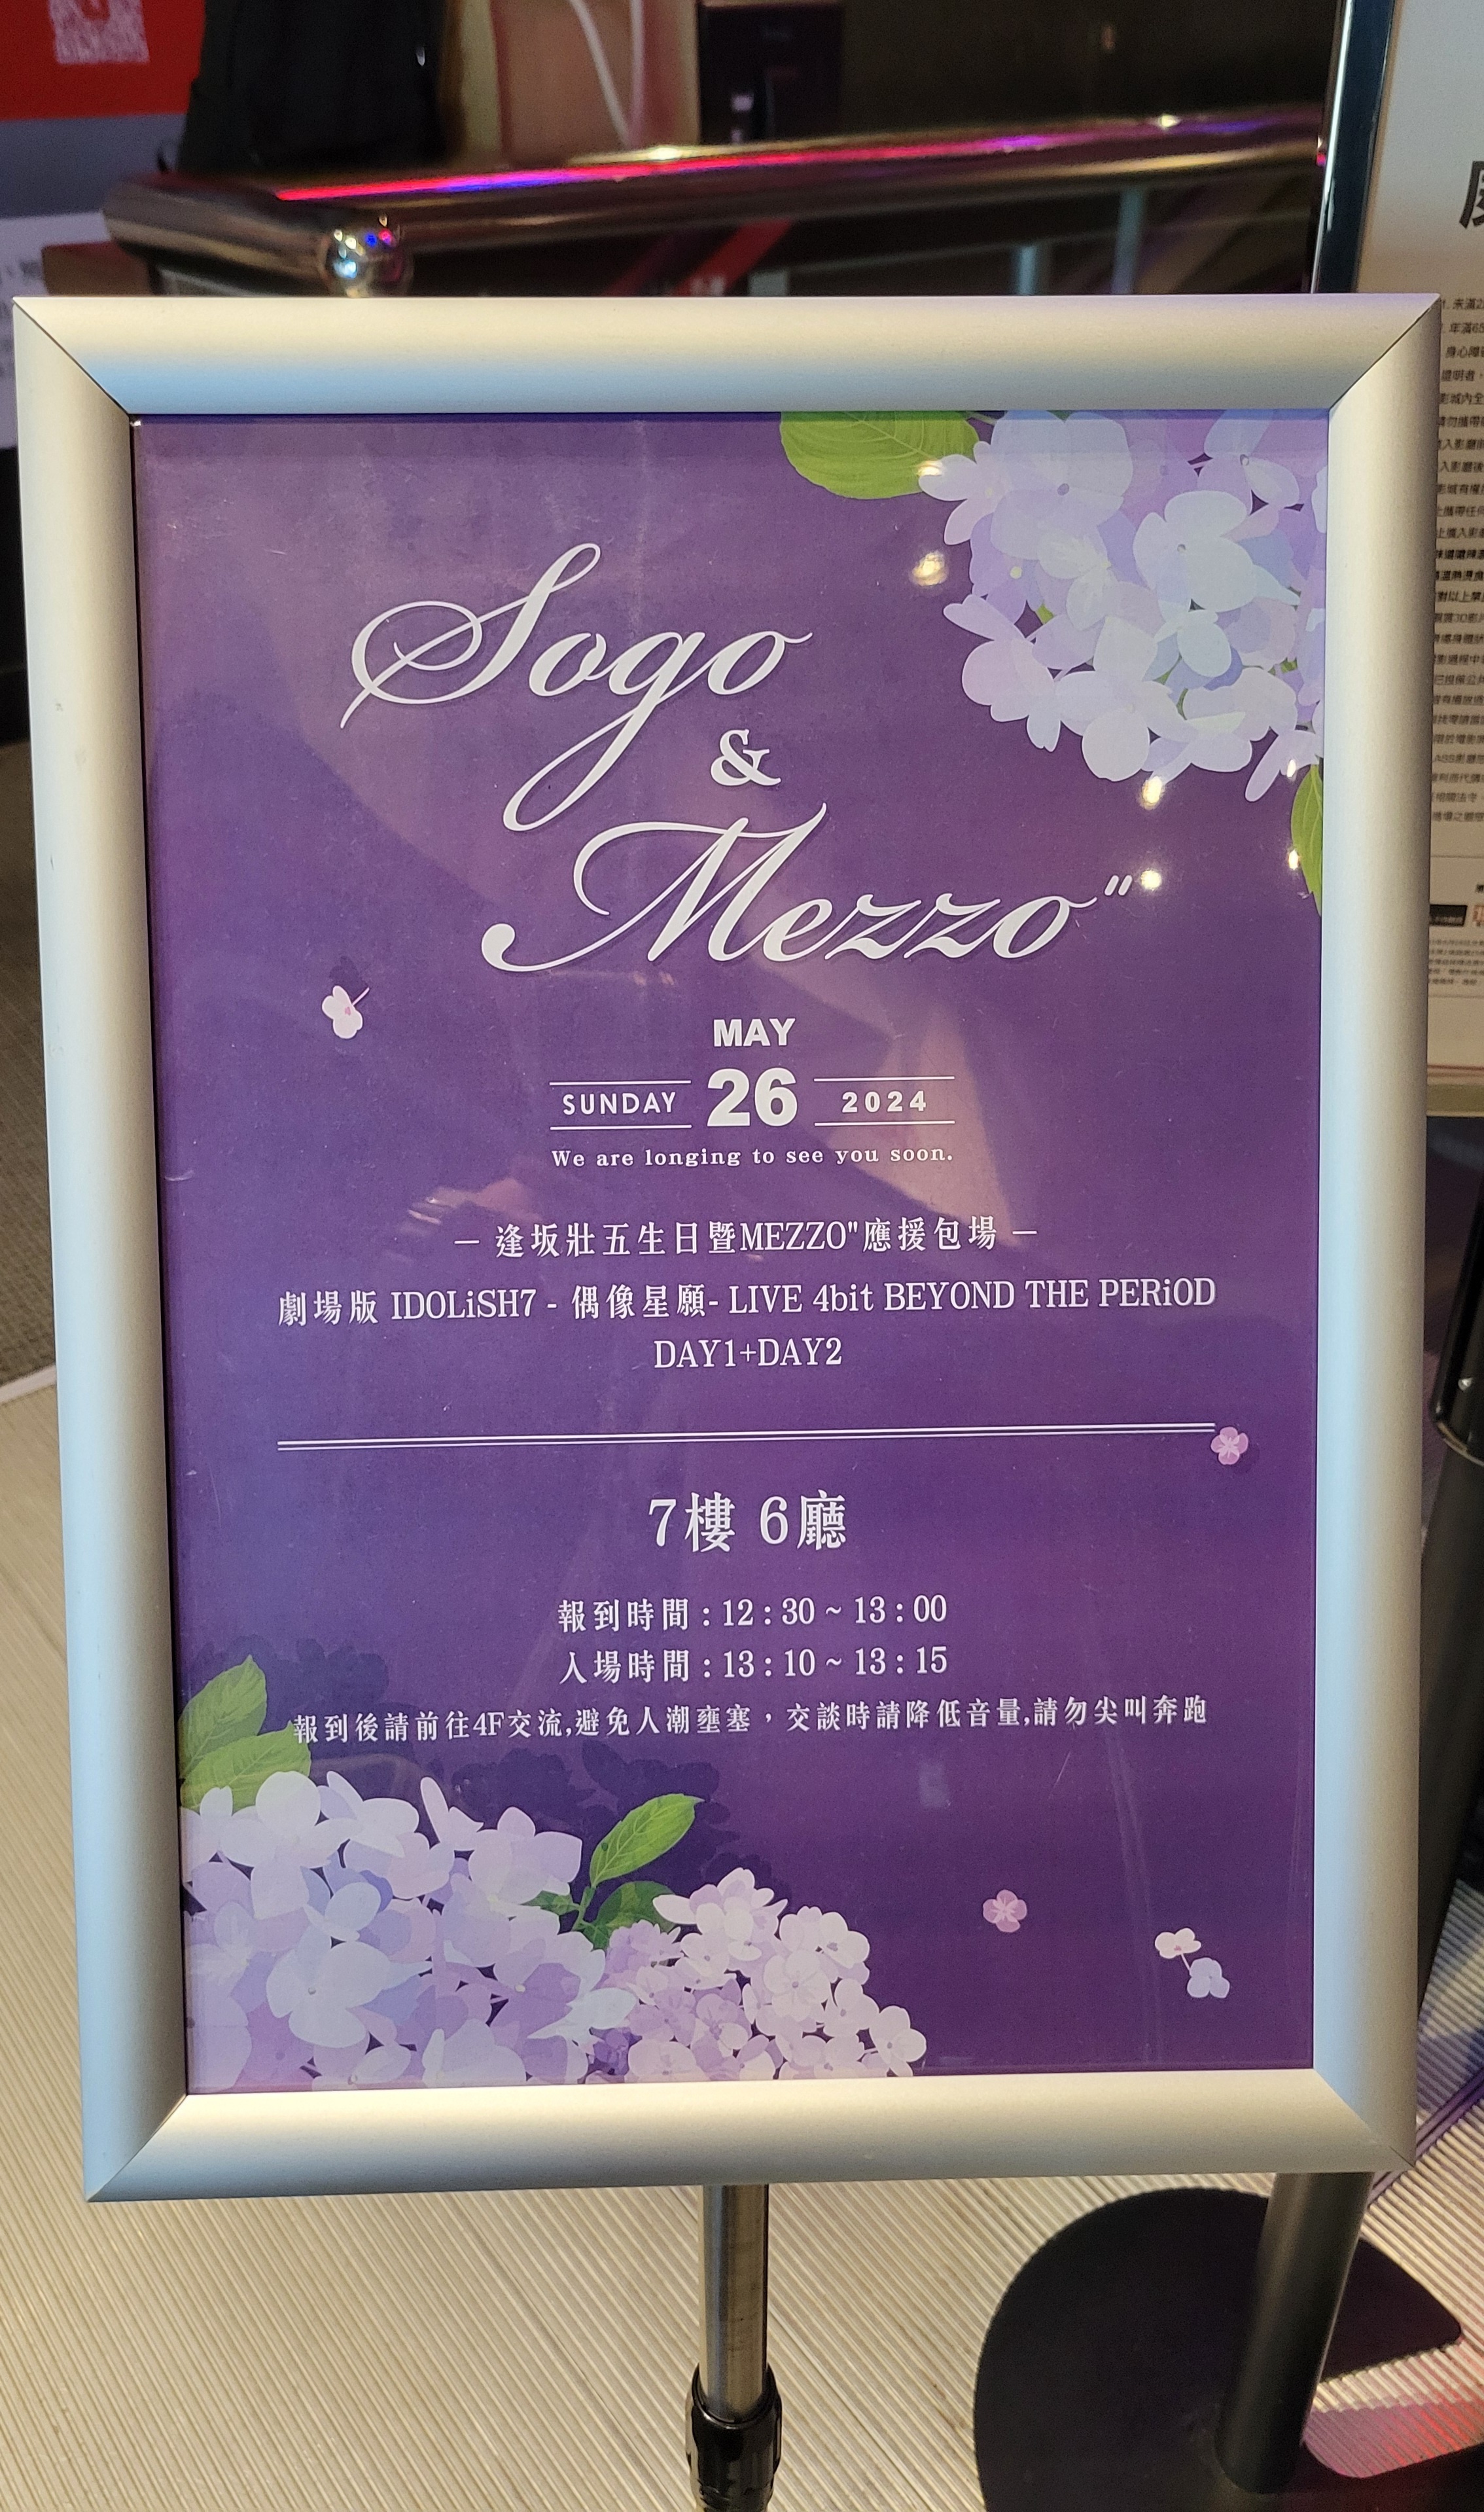 Sogo
&
Mezzo"
MAY
SUNDAY 26 2024
We are longing to see you soon.
— 逢坂壯五生日暨MEZZO"應援包場 —
劇場版 IDOLiSH7 - 偶像星願- LIVE 4bit BEYOND THE PERiOD
DAY1+DAY2
7樓 6廳
報到時間 : 12 : 30 ~ 13 : 00
入場時間 : 13 : 10 ~ 13 : 15
報到後請前往4F交流,避免人潮壅塞，交談時請降低音量,請勿尖叫奔跑